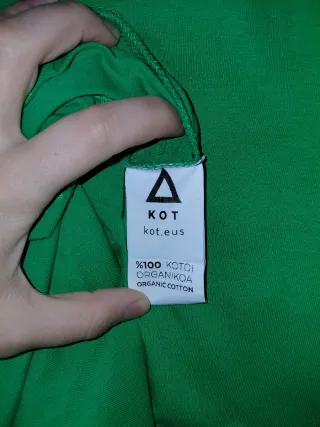 KOT
kot.eus
%100 KOTOI
ORGANIKOA
ORGANIC COTTON